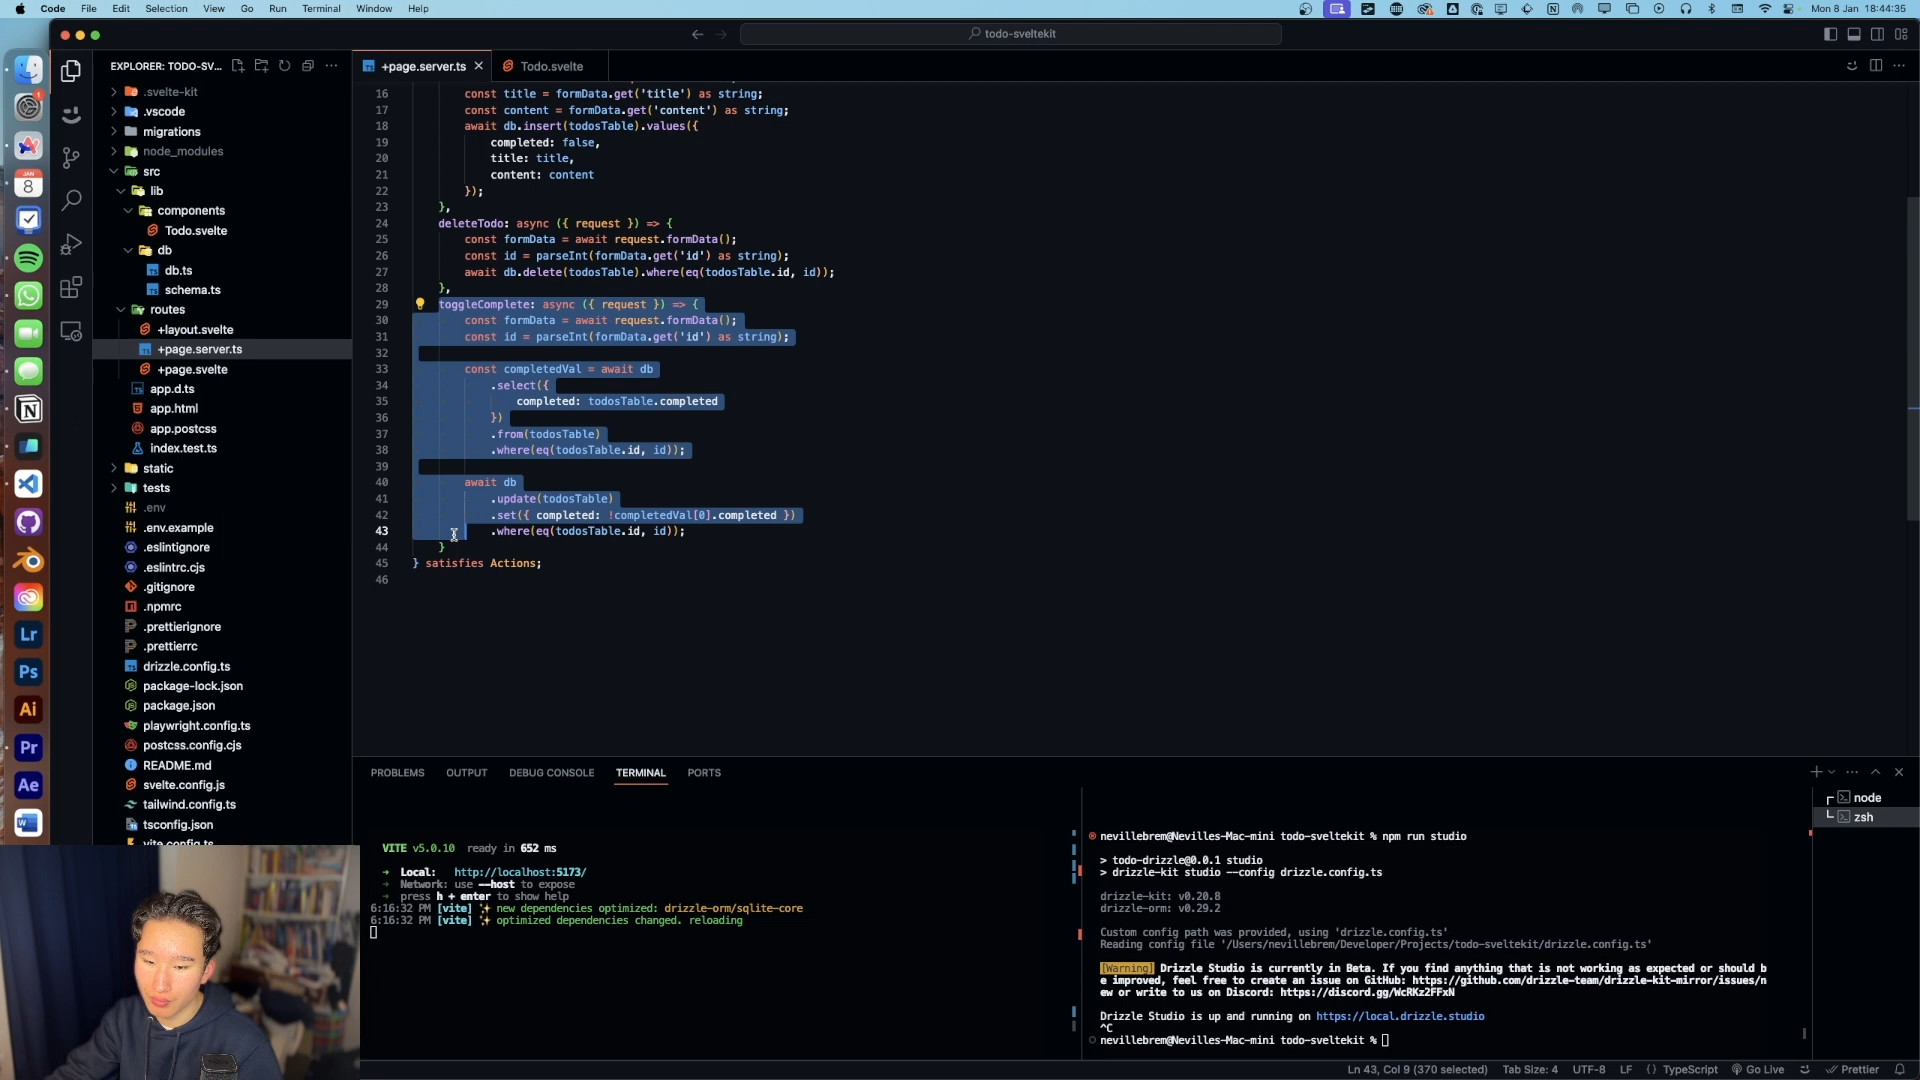 Code File Edit Selection View Go Run Terminal Window Help
Mon 8 Jan 18:44:35
todo-sveltekit
EXPLORER: TODO-SV...
+page.server.ts
Todo.svelte
.svelte-kit
.vscode
migrations
node_modules
src
lib
components
Todo.svelte
db
db.ts
schema.ts
routes
+layout.svelte
+page.server.ts
+page.svelte
app.d.ts
app.html
app.postcss
index.test.ts
static
tests
.env
.env.example
.eslintignore
.eslintrc.cjs
.gitignore
.npmrc
.prettierignore
.prettierrc
drizzle.config.ts
package-lock.json
package.json
playwright.config.ts
postcss.config.cjs
README.md
svelte.config.js
tailwind.config.ts
tsconfig.json
vite.config.ts
JAN
8
Lr
Ps
Ai
Pr
Ae
16 const title = formData.get('title') as string;
17 const content = formData.get('content') as string;
18 await db.insert(todosTable).values({
19 completed: false,
20 title: title,
21 content: content
22 });
23 },
24 deleteTodo: async ({ request }) => {
25 const formData = await request.formData();
26 const id = parseInt(formData.get('id') as string);
27 await db.delete(todosTable).where(eq(todosTable.id, id));
28 },
29 toggleComplete: async ({ request }) => {
30 const formData = await request.formData();
31 const id = parseInt(formData.get('id') as string);
32
33 const completedVal = await db
34 .select({
35 completed: todosTable.completed
36 })
37 .from(todosTable)
38 .where(eq(todosTable.id, id));
39
40 await db
41 .update(todosTable)
42 .set({ completed: !completedVal[0].completed })
43 .where(eq(todosTable.id, id));
44 }
45 } satisfies Actions;
46
PROBLEMS OUTPUT DEBUG CONSOLE TERMINAL PORTS
VITE v5.0.10 ready in 652 ms
➜ Local: http://localhost:5173/
➜ Network: use --host to expose
➜ press h + enter to show help
6:16:32 PM [vite] ✨ new dependencies optimized: drizzle-orm/sqlite-core
6:16:32 PM [vite] ✨ optimized dependencies changed. reloading
nevillebrem@Nevilles-Mac-mini todo-sveltekit % npm run studio
> todo-drizzle@0.0.1 studio
> drizzle-kit studio --config drizzle.config.ts
drizzle-kit: v0.20.8
drizzle-orm: v0.29.2
Custom config path was provided, using 'drizzle.config.ts'
Reading config file '/Users/nevillebrem/Developer/Projects/todo-sveltekit/drizzle.config.ts'
[Warning] Drizzle Studio is currently in Beta. If you find anything that is not working as expected or should b
e improved, feel free to create an issue on GitHub: https://github.com/drizzle-team/drizzle-kit-mirror/issues/n
ew or write to us on Discord: https://discord.gg/WcRKz2FFxN
Drizzle Studio is up and running on https://local.drizzle.studio
^C
nevillebrem@Nevilles-Mac-mini todo-sveltekit %
node
zsh
Ln 43, Col 9 (370 selected) Tab Size: 4 UTF-8 LF {} TypeScript Go Live Prettier